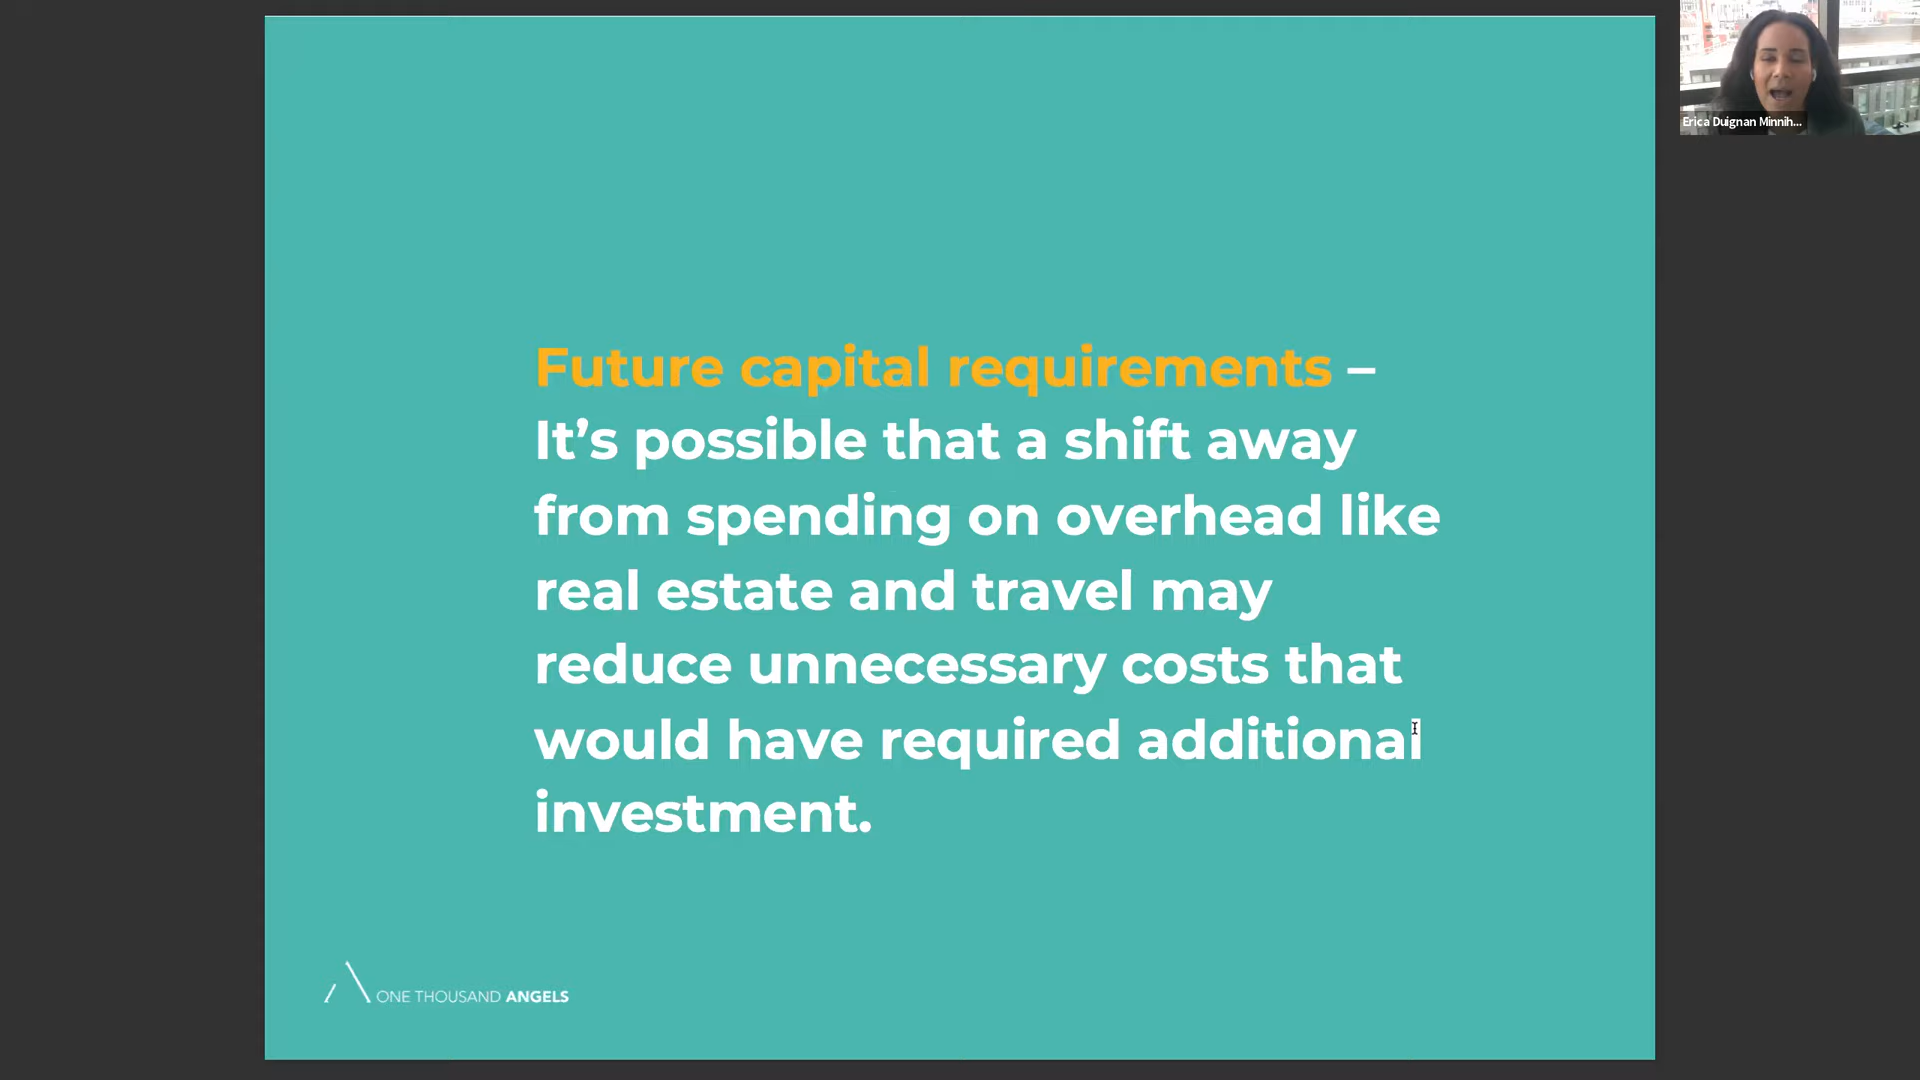 Erica Duignan Minnih...
Future capital requirements –
It's possible that a shift away
from spending on overhead like
real estate and travel may
reduce unnecessary costs that
would have required additional
investment.
ONE THOUSAND ANGELS